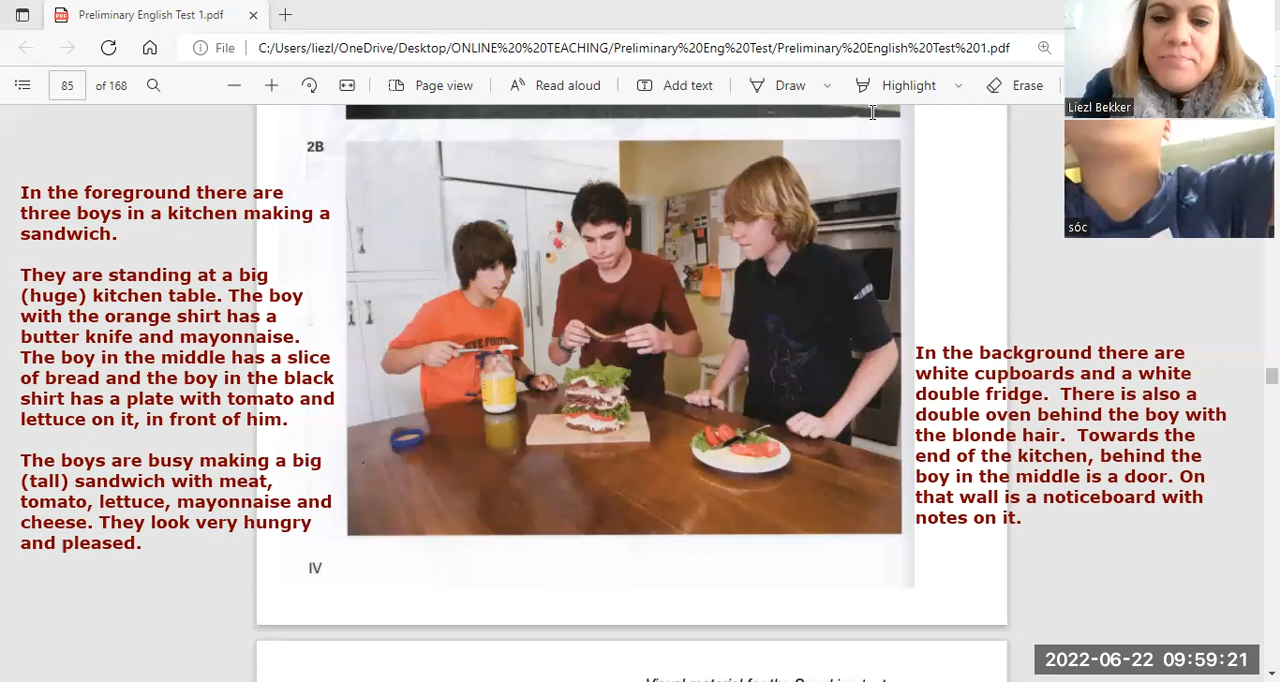 Preliminary English Test 1.pdf
File
C:/Users/liezl/OneDrive/Desktop/ONLINE%20%20TEACHING/Preliminary%20Eng%20Test/Preliminary%20English%20Test%201.pdf
85 of 168
Page view
Read aloud
Add text
Draw
Highlight
Erase
Liezl Bekker
sóc
2B
In the foreground there are
three boys in a kitchen making a
sandwich.
They are standing at a big
(huge) kitchen table. The boy
with the orange shirt has a
butter knife and mayonnaise.
The boy in the middle has a slice
of bread and the boy in the black
shirt has a plate with tomato and
lettuce on it, in front of him.
The boys are busy making a big
(tall) sandwich with meat,
tomato, lettuce, mayonnaise and
cheese. They look very hungry
and pleased.
In the background there are
white cupboards and a white
double fridge. There is also a
double oven behind the boy with
the blonde hair. Towards the
end of the kitchen, behind the
boy in the middle is a door. On
that wall is a noticeboard with
notes on it.
IV
2022-06-22 09:59:21